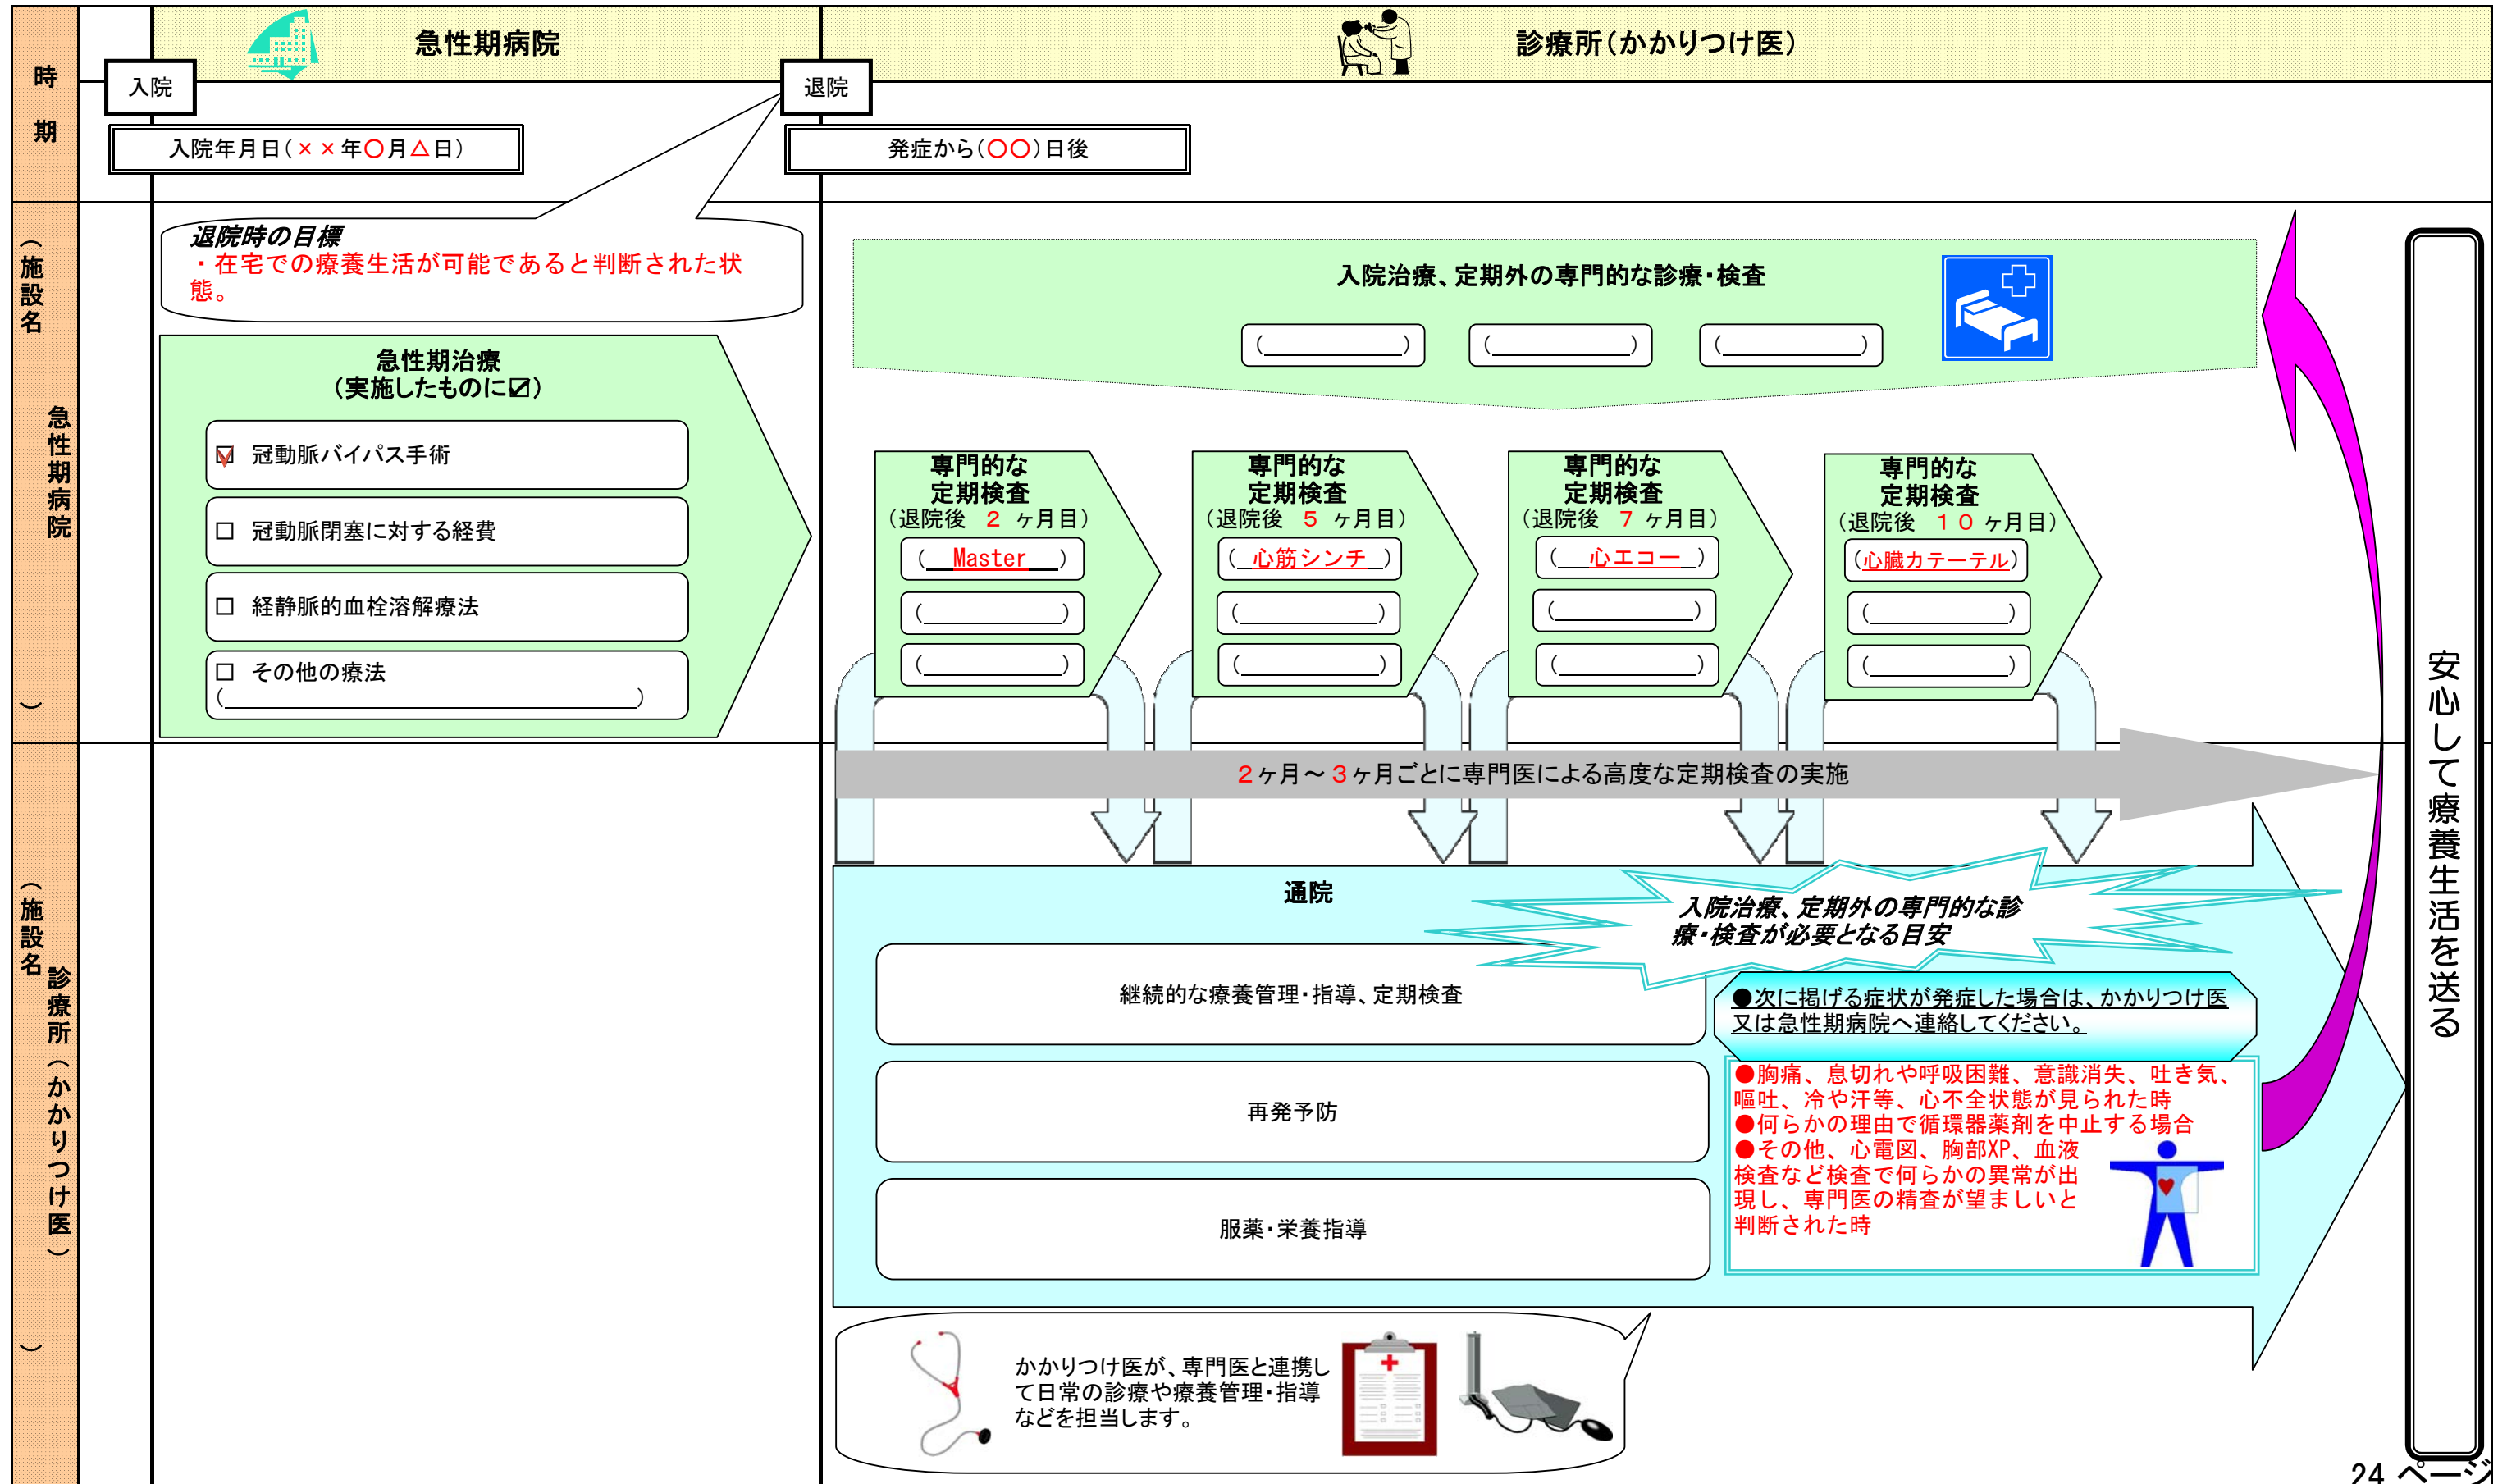 時期
急性期病院
診療所(かかりつけ医)
入院
退院
入院年月日(××年〇月△日)
発症から(〇〇)日後
(施設名
急性期病院
)
退院時の目標
・在宅での療養生活が可能であると判断された状
態。
急性期治療
(実施したものに☑)
☑ 冠動脈バイパス手術
□ 冠動脈閉塞に対する経費
□ 経静脈的血栓溶解療法
□ その他の療法
(____________)
入院治療、定期外の専門的な診療・検査
(________) (________) (________)
専門的な
定期検査
(退院後 2 ヶ月目)
(__Master__)
(________)
(________)
専門的な
定期検査
(退院後 5 ヶ月目)
(_心筋シンチ_)
(________)
(________)
専門的な
定期検査
(退院後 7 ヶ月目)
(__心エコー_)
(________)
(________)
専門的な
定期検査
(退院後 10 ヶ月目)
(心臓カテーテル)
(________)
(________)
2ヶ月~3ヶ月ごとに専門医による高度な定期検査の実施
(施設名
診療所(かかりつけ医)
)
通院
継続的な療養管理・指導、定期検査
再発予防
服薬・栄養指導
入院治療、定期外の専門的な診
療・検査が必要となる目安
●次に掲げる症状が発症した場合は、かかりつけ医
又は急性期病院へ連絡してください。
●胸痛、息切れや呼吸困難、意識消失、吐き気、
嘔吐、冷や汗等、心不全状態が見られた時
●何らかの理由で循環器薬剤を中止する場合
●その他、心電図、胸部XP、血液
検査など検査で何らかの異常が出
現し、専門医の精査が望ましいと
判断された時
かかりつけ医が、専門医と連携し
て日常の診療や療養管理・指導
などを担当します。
安心して療養生活を送る
24 ページ